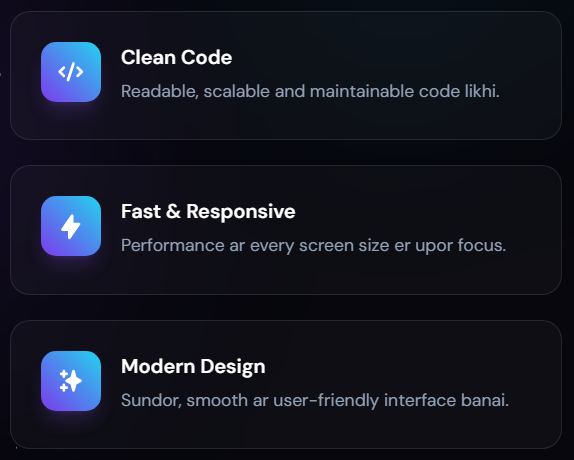 Clean Code
Readable, scalable and maintainable code likhi.
Fast & Responsive
Performance ar every screen size er upor focus.
Modern Design
Sundor, smooth ar user-friendly interface banai.